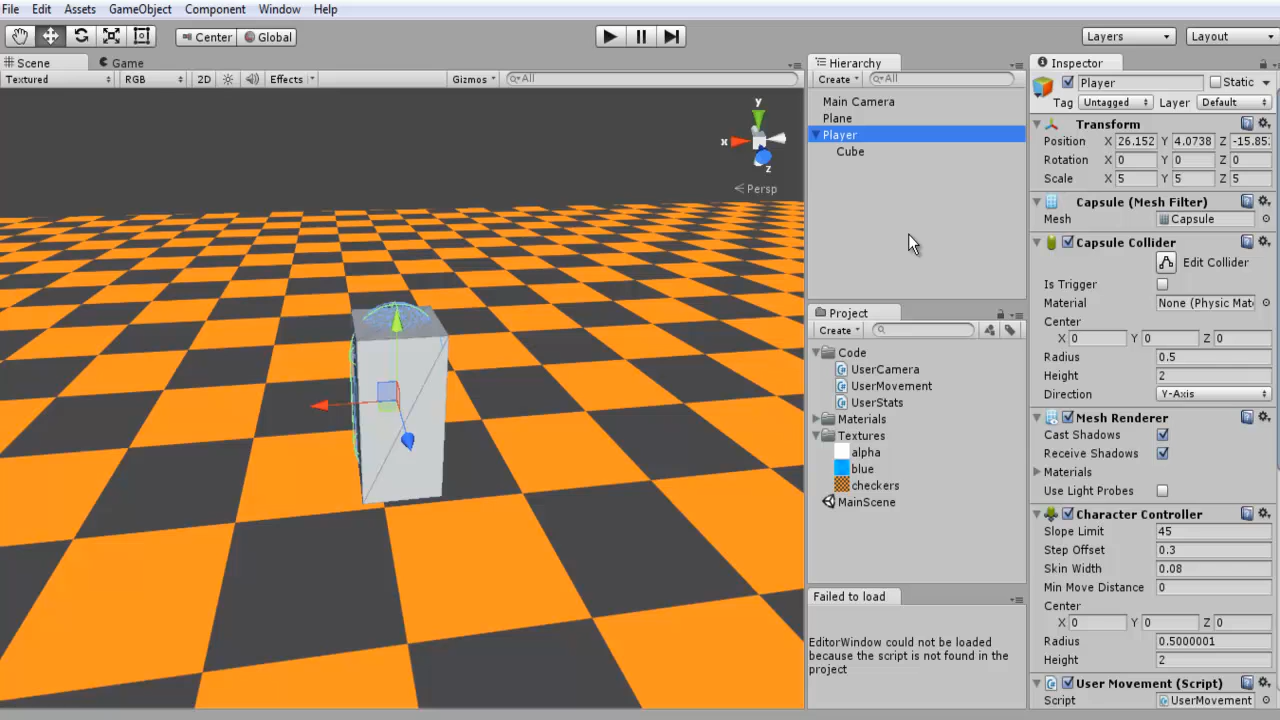 File Edit Assets GameObject Component Window Help
Center Global Layers Layout
Scene Game
Textured RGB 2D Effects Gizmos All
x y z
Persp
Hierarchy
Create All
Main Camera
Plane
Player
Cube
Project
Create
Code
UserCamera
UserMovement
UserStats
Materials
Textures
alpha
blue
checkers
MainScene
Failed to load
EditorWindow could not be loaded
because the script is not found in the
project
Inspector
Player Static
Tag Untagged Layer Default
Transform
Position X 26.152 Y 4.0738 Z -15.85
Rotation X 0 Y 0 Z 0
Scale X 5 Y 5 Z 5
Capsule (Mesh Filter)
Mesh Capsule
Capsule Collider
Edit Collider
Is Trigger
Material None (Physic Mat
Center
X 0 Y 0 Z 0
Radius 0.5
Height 2
Direction Y-Axis
Mesh Renderer
Cast Shadows
Receive Shadows
Materials
Use Light Probes
Character Controller
Slope Limit 45
Step Offset 0.3
Skin Width 0.08
Min Move Distance 0
Center
X 0 Y 0 Z 0
Radius 0.5000001
Height 2
User Movement (Script)
Script UserMovement